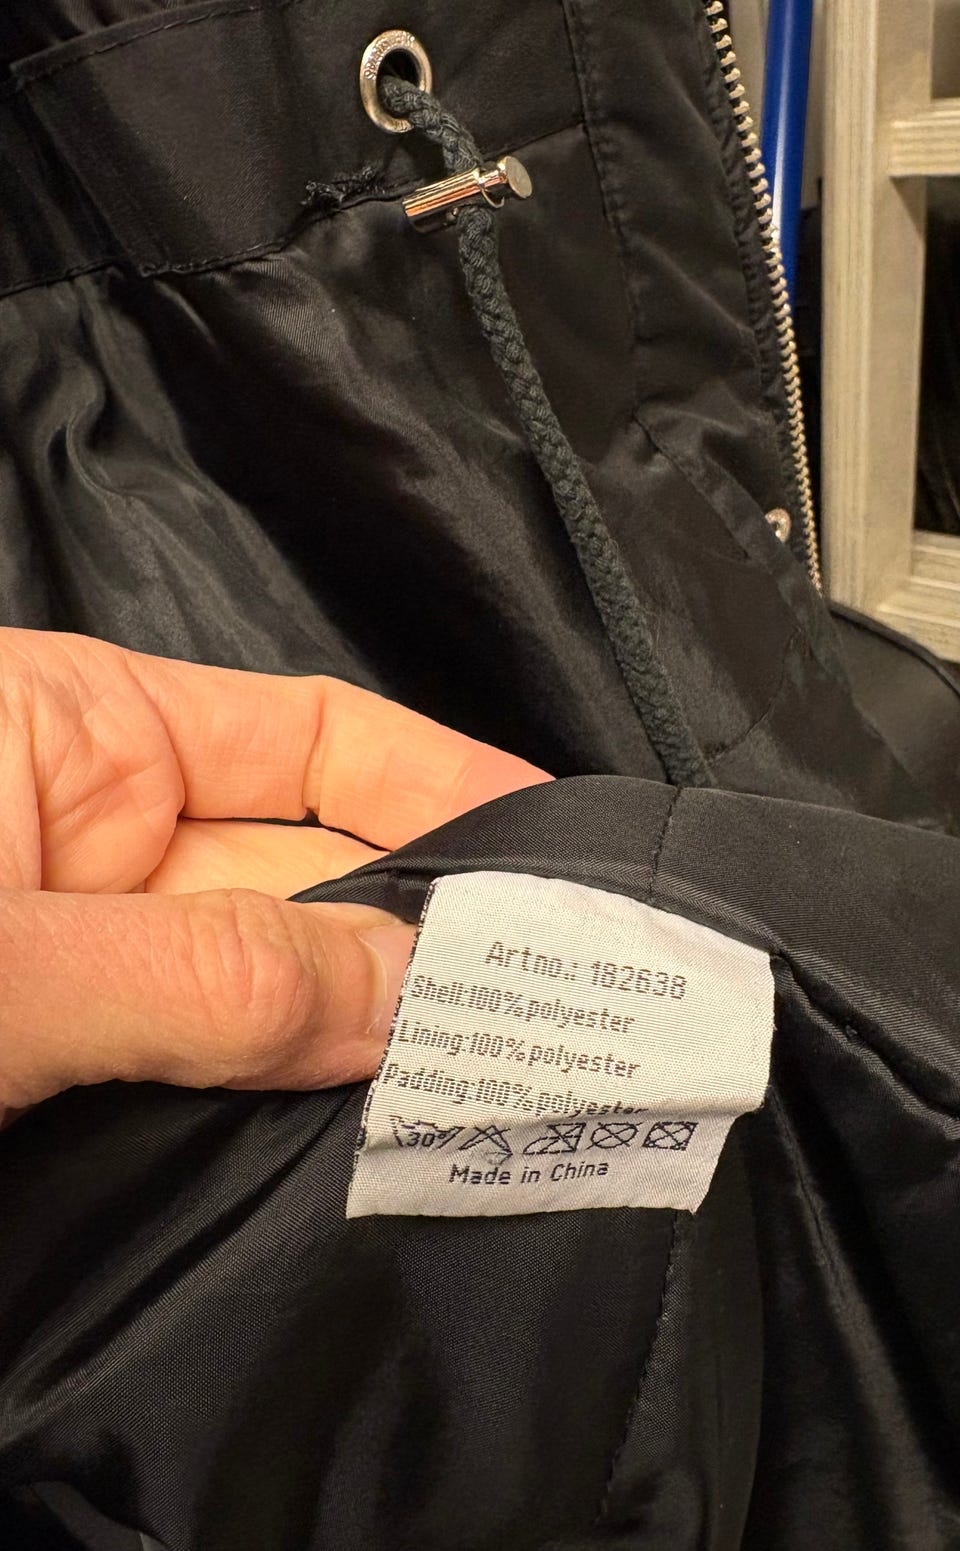 Art no.: 182638
Shell:100%polyester
Lining:100%polyester
Padding:100%polyester
30°
Made in China